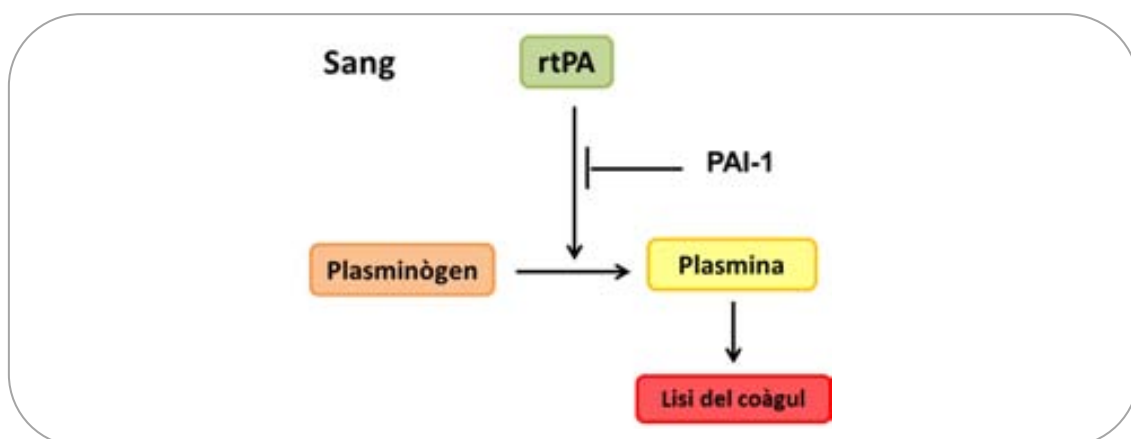 Sang
rtPA
PAI-1
Plasminògen
Plasmina
Lisi del coàgul